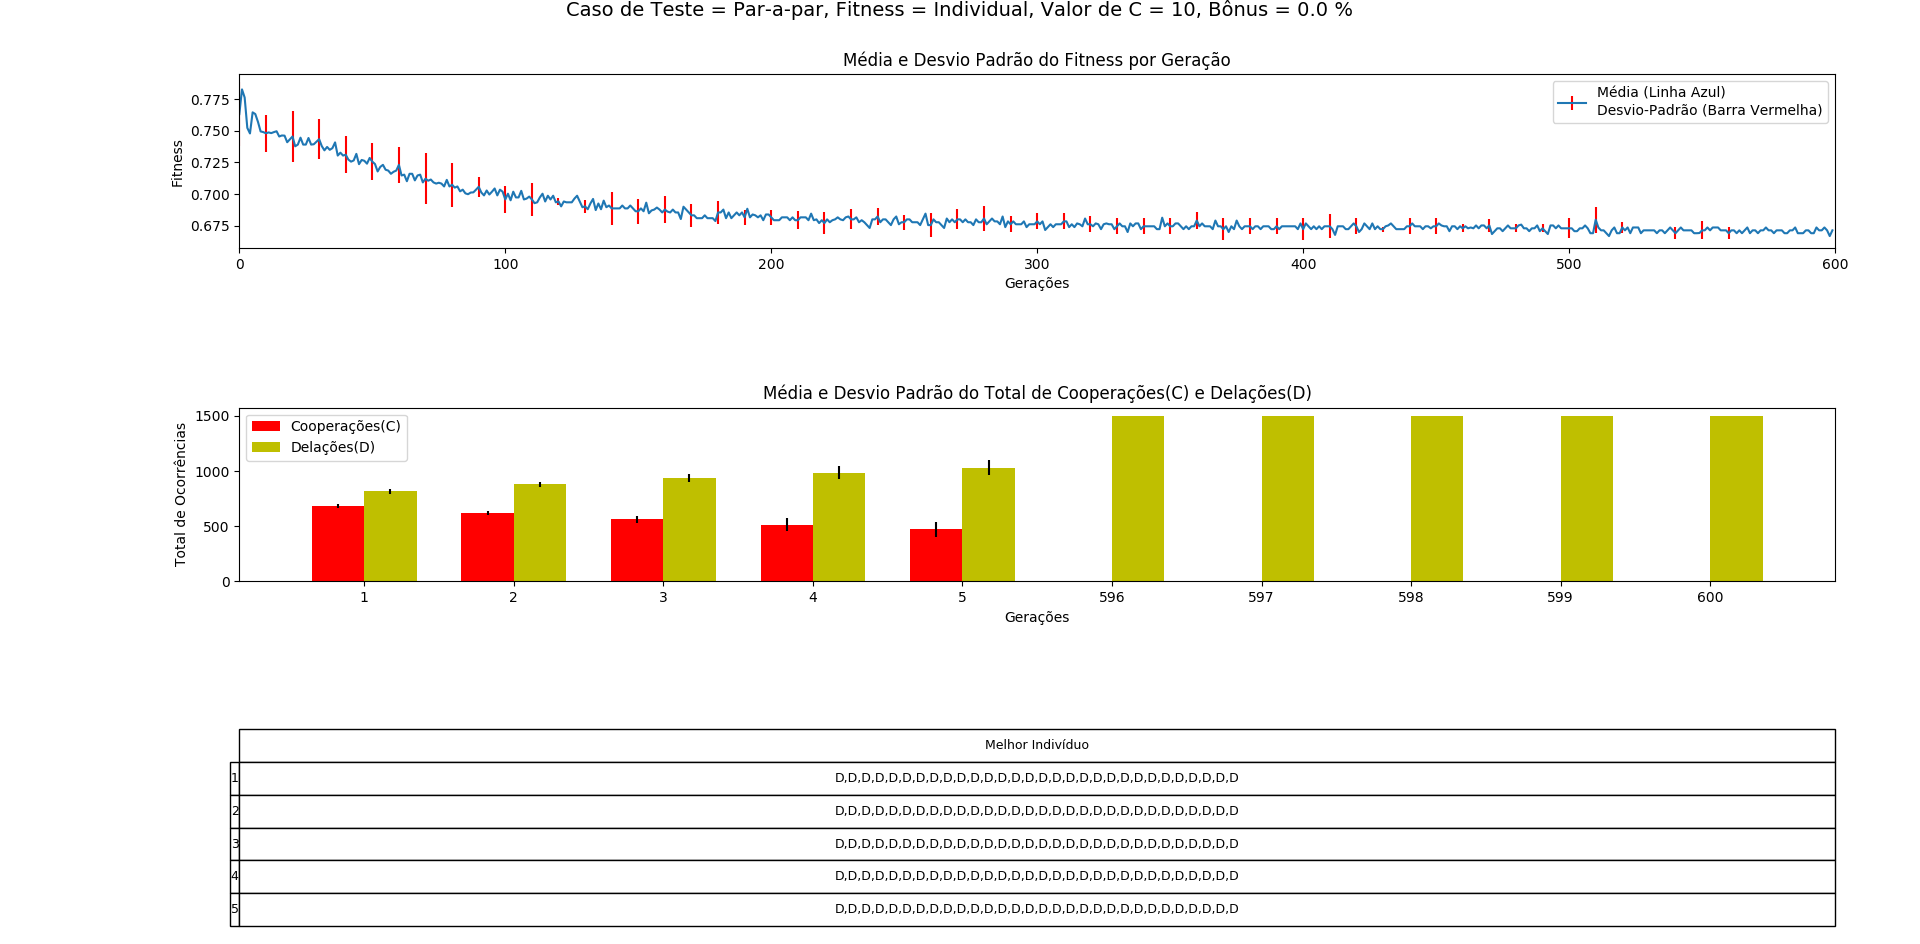 Caso de Teste = Par-a-par, Fitness = Individual, Valor de C = 10, Bônus = 0.0 %
Média e Desvio Padrão do Fitness por Geração
0.775
0.750
0.725
0.700
0.675
Fitness
Média (Linha Azul)
Desvio-Padrão (Barra Vermelha)
0 100 200 300 400 500 600
Gerações
Média e Desvio Padrão do Total de Cooperações(C) e Delações(D)
1500
1000
500
0
Total de Ocorrências
Cooperações(C)
Delações(D)
1 2 3 4 5 596 597 598 599 600
Gerações
Melhor Indivíduo
1 D,D,D,D,D,D,D,D,D,D,D,D,D,D,D,D,D,D,D,D,D,D,D,D,D,D,D,D,D,D
2 D,D,D,D,D,D,D,D,D,D,D,D,D,D,D,D,D,D,D,D,D,D,D,D,D,D,D,D,D,D
3 D,D,D,D,D,D,D,D,D,D,D,D,D,D,D,D,D,D,D,D,D,D,D,D,D,D,D,D,D,D
4 D,D,D,D,D,D,D,D,D,D,D,D,D,D,D,D,D,D,D,D,D,D,D,D,D,D,D,D,D,D
5 D,D,D,D,D,D,D,D,D,D,D,D,D,D,D,D,D,D,D,D,D,D,D,D,D,D,D,D,D,D